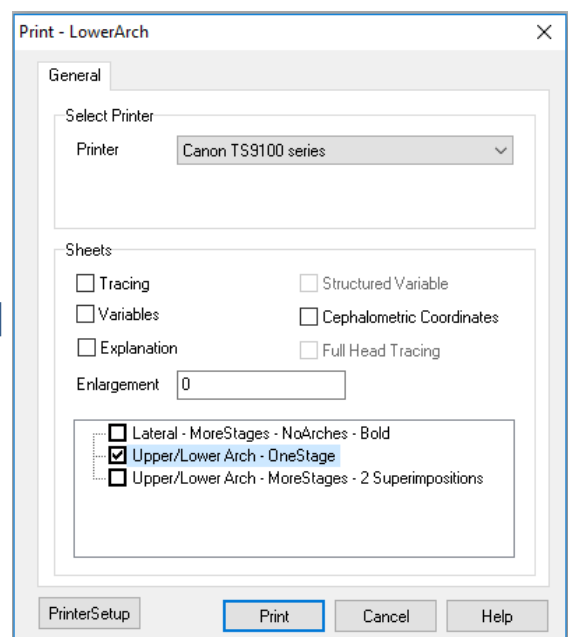 Print - LowerArch
General
Select Printer
Printer Canon TS9100 series
Sheets
Tracing Structured Variable
Variables Cephalometric Coordinates
Explanation Full Head Tracing
Enlargement 0
Lateral - MoreStages - NoArches - Bold
Upper/Lower Arch - OneStage
Upper/Lower Arch - MoreStages - 2 Superimpositions
PrinterSetup Print Cancel Help